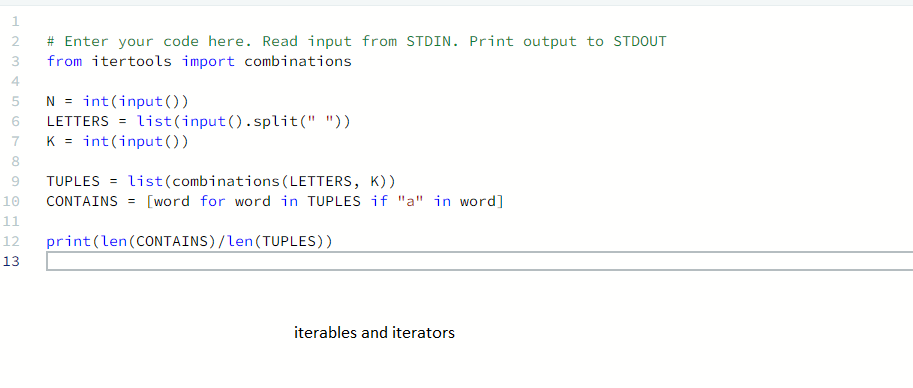 1
2 # Enter your code here. Read input from STDIN. Print output to STDOUT
3 from itertools import combinations
4
5 N = int(input())
6 LETTERS = list(input().split(" "))
7 K = int(input())
8
9 TUPLES = list(combinations(LETTERS, K))
10 CONTAINS = [word for word in TUPLES if "a" in word]
11
12 print(len(CONTAINS)/len(TUPLES))
13
iterables and iterators